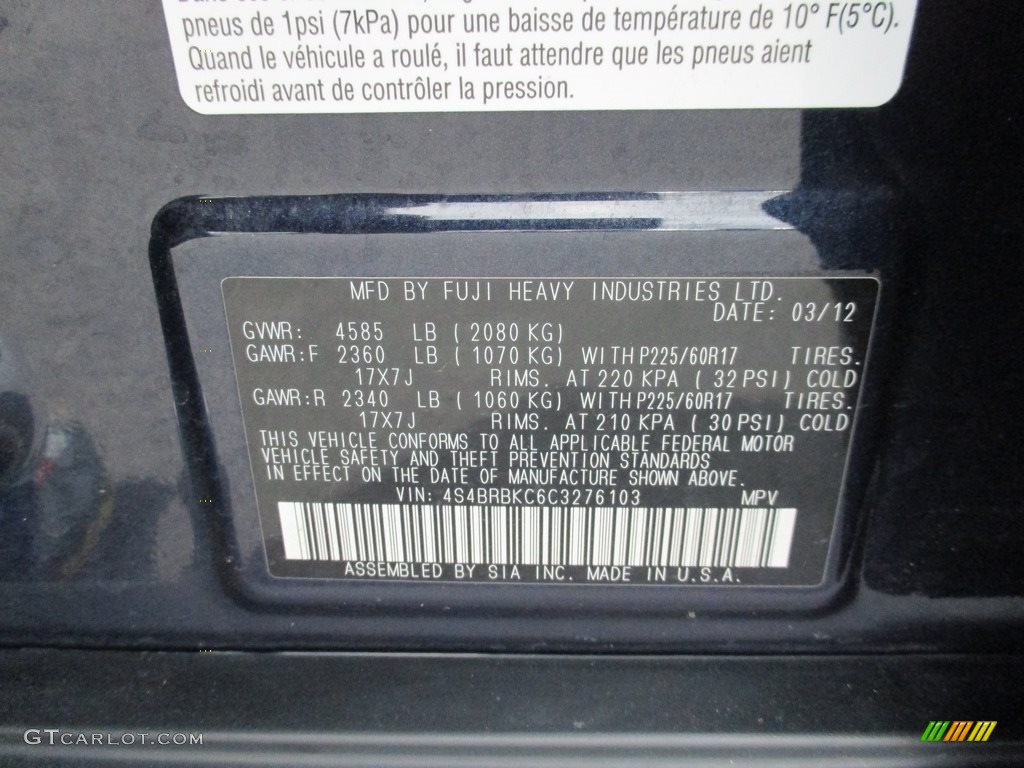 pneus de 1psi (7kPa) pour une baisse de température de 10° F(5°C).
Quand le véhicule a roulé, il faut attendre que les pneus aient
refroidi avant de contrôler la pression.
MFD BY FUJI HEAVY INDUSTRIES LTD.
DATE: 03/12
GVWR: 4585 LB ( 2080 KG)
GAWR:F 2360 LB ( 1070 KG) WITH P225/60R17 TIRES.
17X7J RIMS. AT 220 KPA ( 32 PSI) COLD
GAWR:R 2340 LB ( 1060 KG) WITH P225/60R17 TIRES.
17X7J RIMS. AT 210 KPA ( 30 PSI) COLD
THIS VEHICLE CONFORMS TO ALL APPLICABLE FEDERAL MOTOR
VEHICLE SAFETY AND THEFT PREVENTION STANDARDS
IN EFFECT ON THE DATE OF MANUFACTURE SHOWN ABOVE.
VIN: 4S4BRBKC6C3276103 MPV
ASSEMBLED BY SIA INC. MADE IN U.S.A.
GTCARLOT.COM